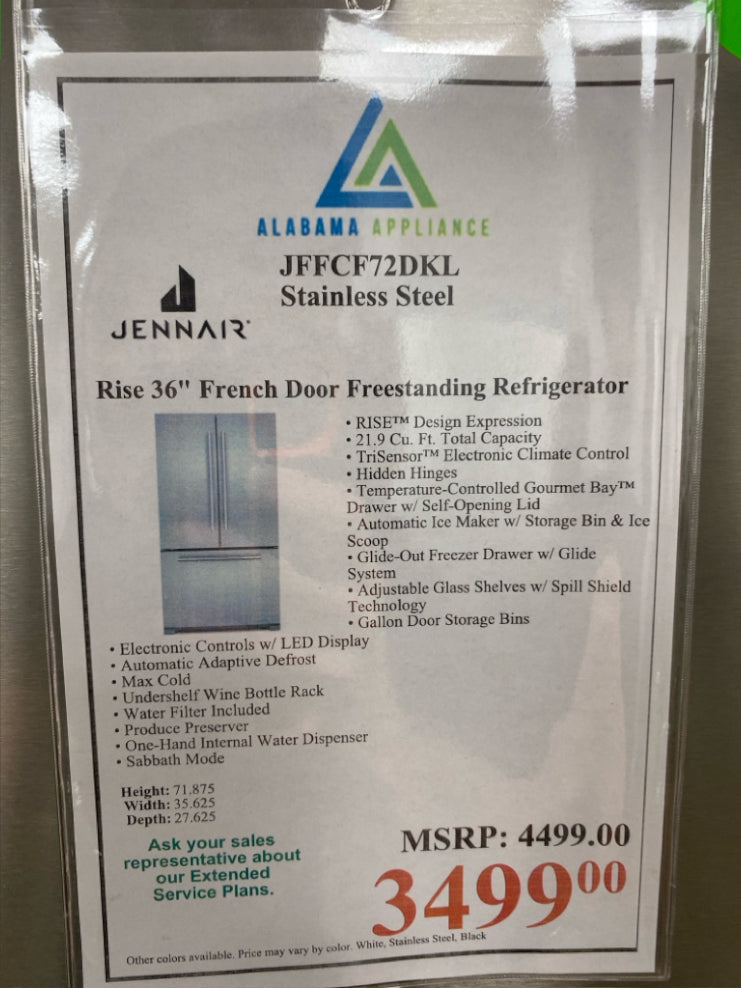 ALABAMA APPLIANCE
JFFCF72DKL
Stainless Steel
JENNAIR
Rise 36" French Door Freestanding Refrigerator
• RISE™ Design Expression
• 21.9 Cu. Ft. Total Capacity
• TriSensor™ Electronic Climate Control
• Hidden Hinges
• Temperature-Controlled Gourmet Bay™
Drawer w/ Self-Opening Lid
• Automatic Ice Maker w/ Storage Bin & Ice
Scoop
• Glide-Out Freezer Drawer w/ Glide
System
• Adjustable Glass Shelves w/ Spill Shield
Technology
• Gallon Door Storage Bins
• Electronic Controls w/ LED Display
• Automatic Adaptive Defrost
• Max Cold
• Undershelf Wine Bottle Rack
• Water Filter Included
• Produce Preserver
• One-Hand Internal Water Dispenser
• Sabbath Mode
Height: 71.875
Width: 35.625
Depth: 27.625
Ask your sales
representative about
our Extended
Service Plans.
MSRP: 4499.00
349900
Other colors available. Price may vary by color. White, Stainless Steel, Black